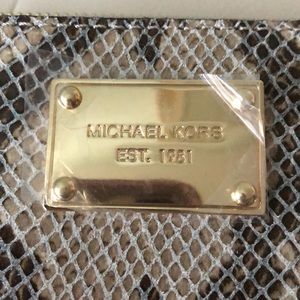 MICHAEL KORS
EST. 1981